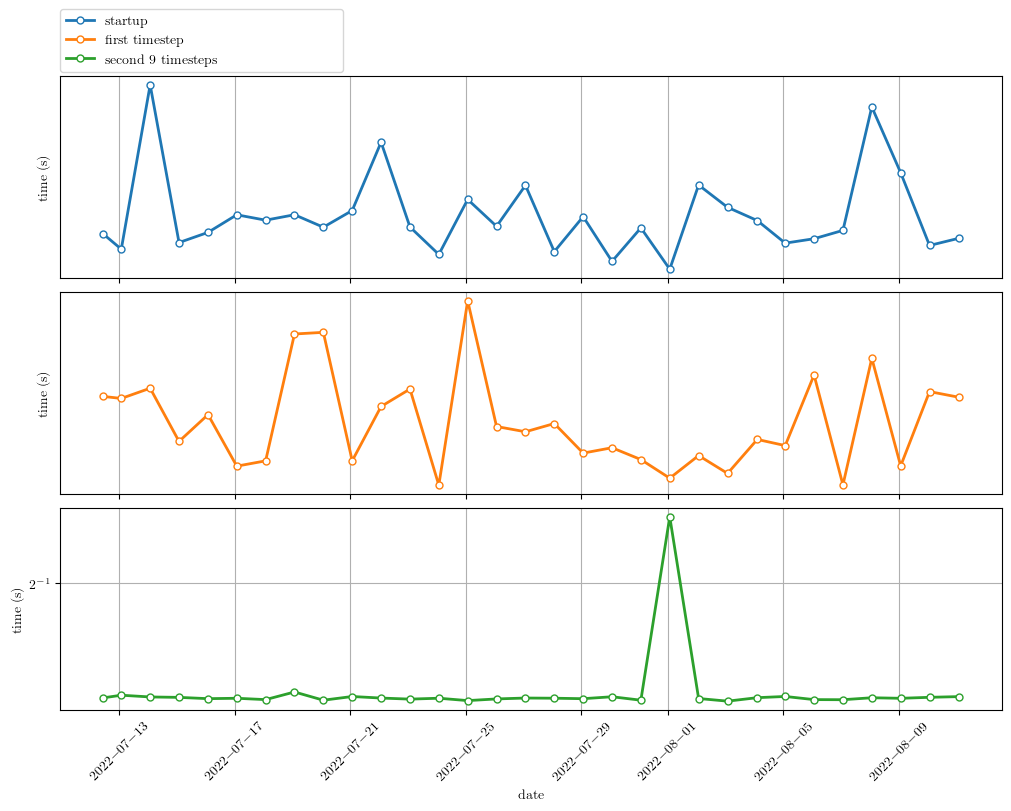 startup
first timestep
second 9 timesteps
time (s)
time (s)
time (s)
2⁻¹
2022−07−13
2022−07−17
2022−07−21
2022−07−25
2022−07−29
2022−08−01
2022−08−05
2022−08−09
date